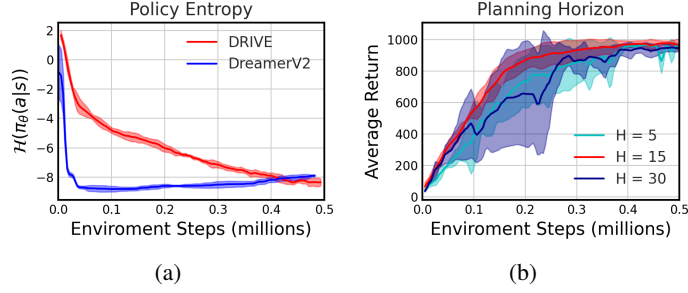 Policy Entropy
2
0
−2
−4
−6
−8
ℋ(πθ(a|s))
DRIVE
DreamerV2
0.0 0.1 0.2 0.3 0.4 0.5
Enviroment Steps (millions)
(a)
Planning Horizon
1000
800
600
400
200
0
Average Return
H = 5
H = 15
H = 30
0.0 0.1 0.2 0.3 0.4 0.5
Enviroment Steps (millions)
(b)